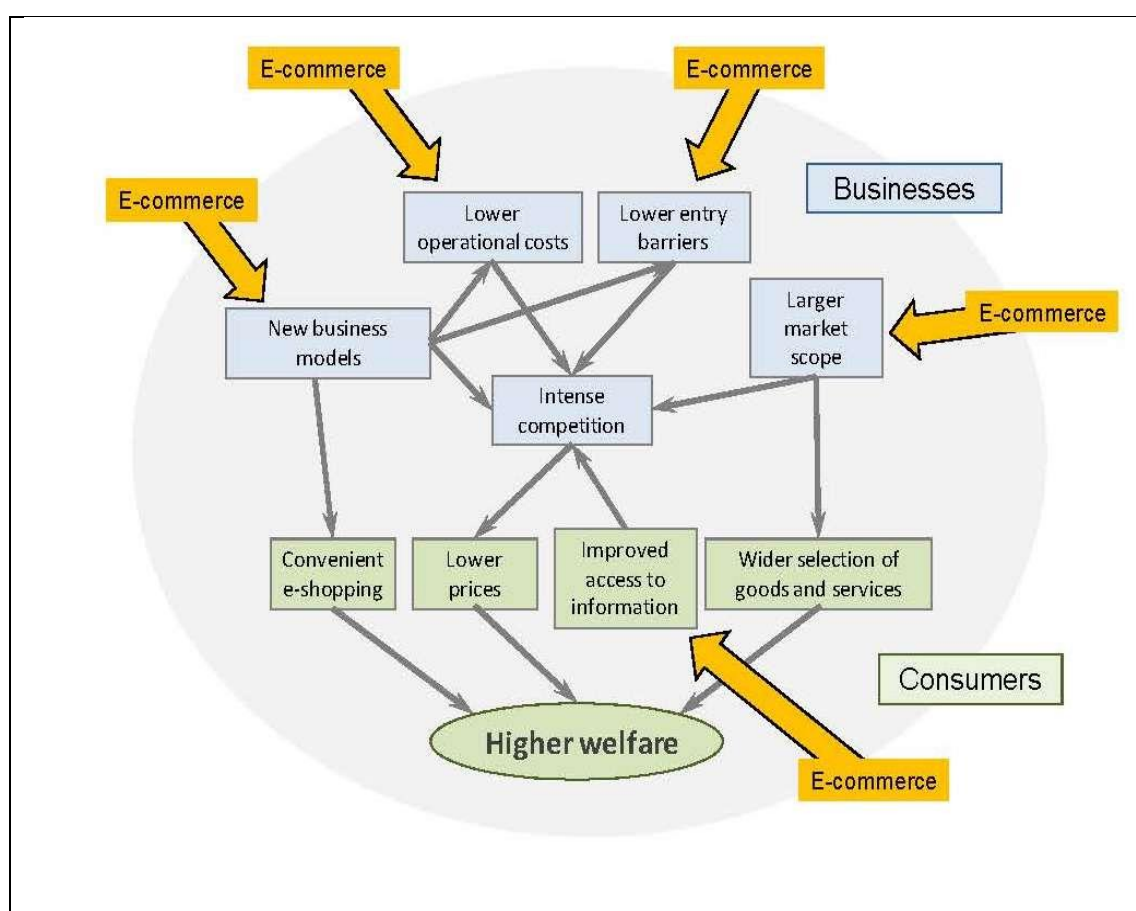 E-commerce
E-commerce
E-commerce
Businesses
Lower
operational costs
Lower entry
barriers
Larger
market
scope
E-commerce
New business
models
Intense
competition
Convenient
e-shopping
Lower
prices
Improved
access to
information
Wider selection of
goods and services
Consumers
Higher welfare
E-commerce